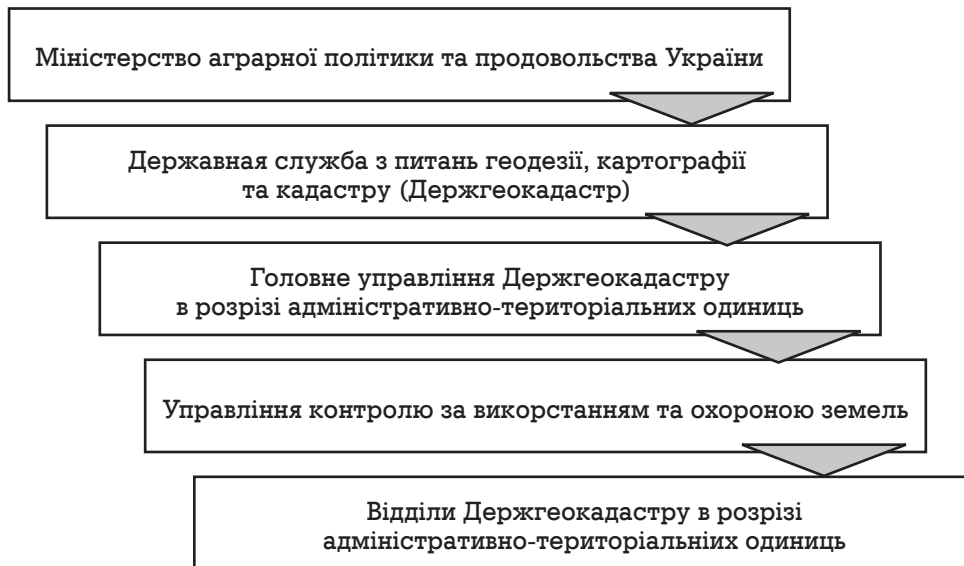 Міністерство аграрної політики та продовольства України
Державная служба з питань геодезії, картографії
та кадастру (Держгеокадастр)
Головне управління Держгеокадастру
в розрізі адміністративно-територіальних одиниць
Управління контролю за викорстанням та охороною земель
Відділи Держгеокадастру в розрізі
адміністративно-територіальніих одиниць